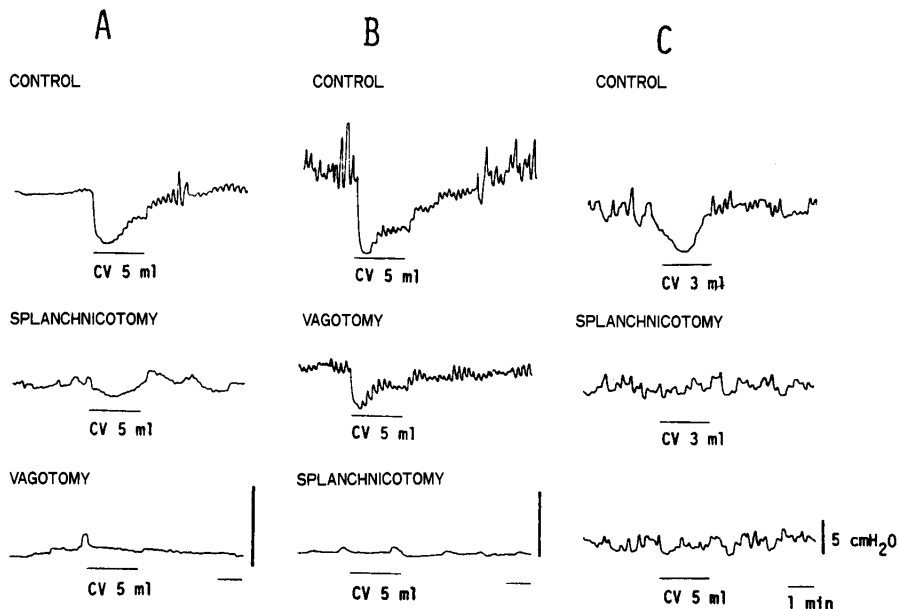 A B C
CONTROL CONTROL CONTROL
CV 5 ml CV 5 ml CV 3 ml
SPLANCHNICOTOMY VAGOTOMY SPLANCHNICOTOMY
CV 5 ml CV 5 ml CV 3 ml
VAGOTOMY SPLANCHNICOTOMY
5 cmH2O
CV 5 ml CV 5 ml CV 5 ml 1 min